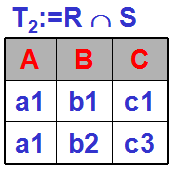 T₂:=R ∩ S
A B C
a1 b1 c1
a1 b2 c3